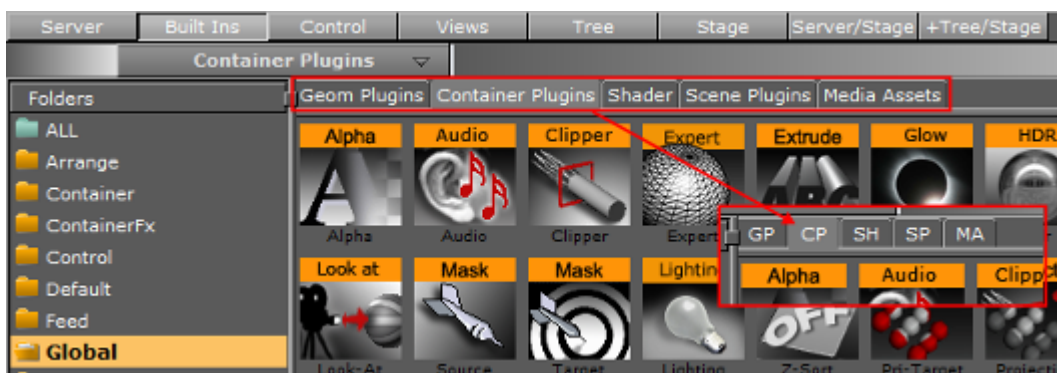 Server Built Ins Control Views Tree Stage Server/Stage +Tree/Stage
Container Plugins
Folders
Geom Plugins Container Plugins Shader Scene Plugins Media Assets
ALL
Arrange
Container
ContainerFx
Control
Default
Feed
Global
Alpha Audio Clipper Expert Extrude Glow HDR
Alpha Audio Clipper Expert
GP CP SH SP MA
Alpha Audio Clipp
Look at Mask Mask Lightin
Look-At Source Target Lighting Z-Sort Pri-Target Projecti